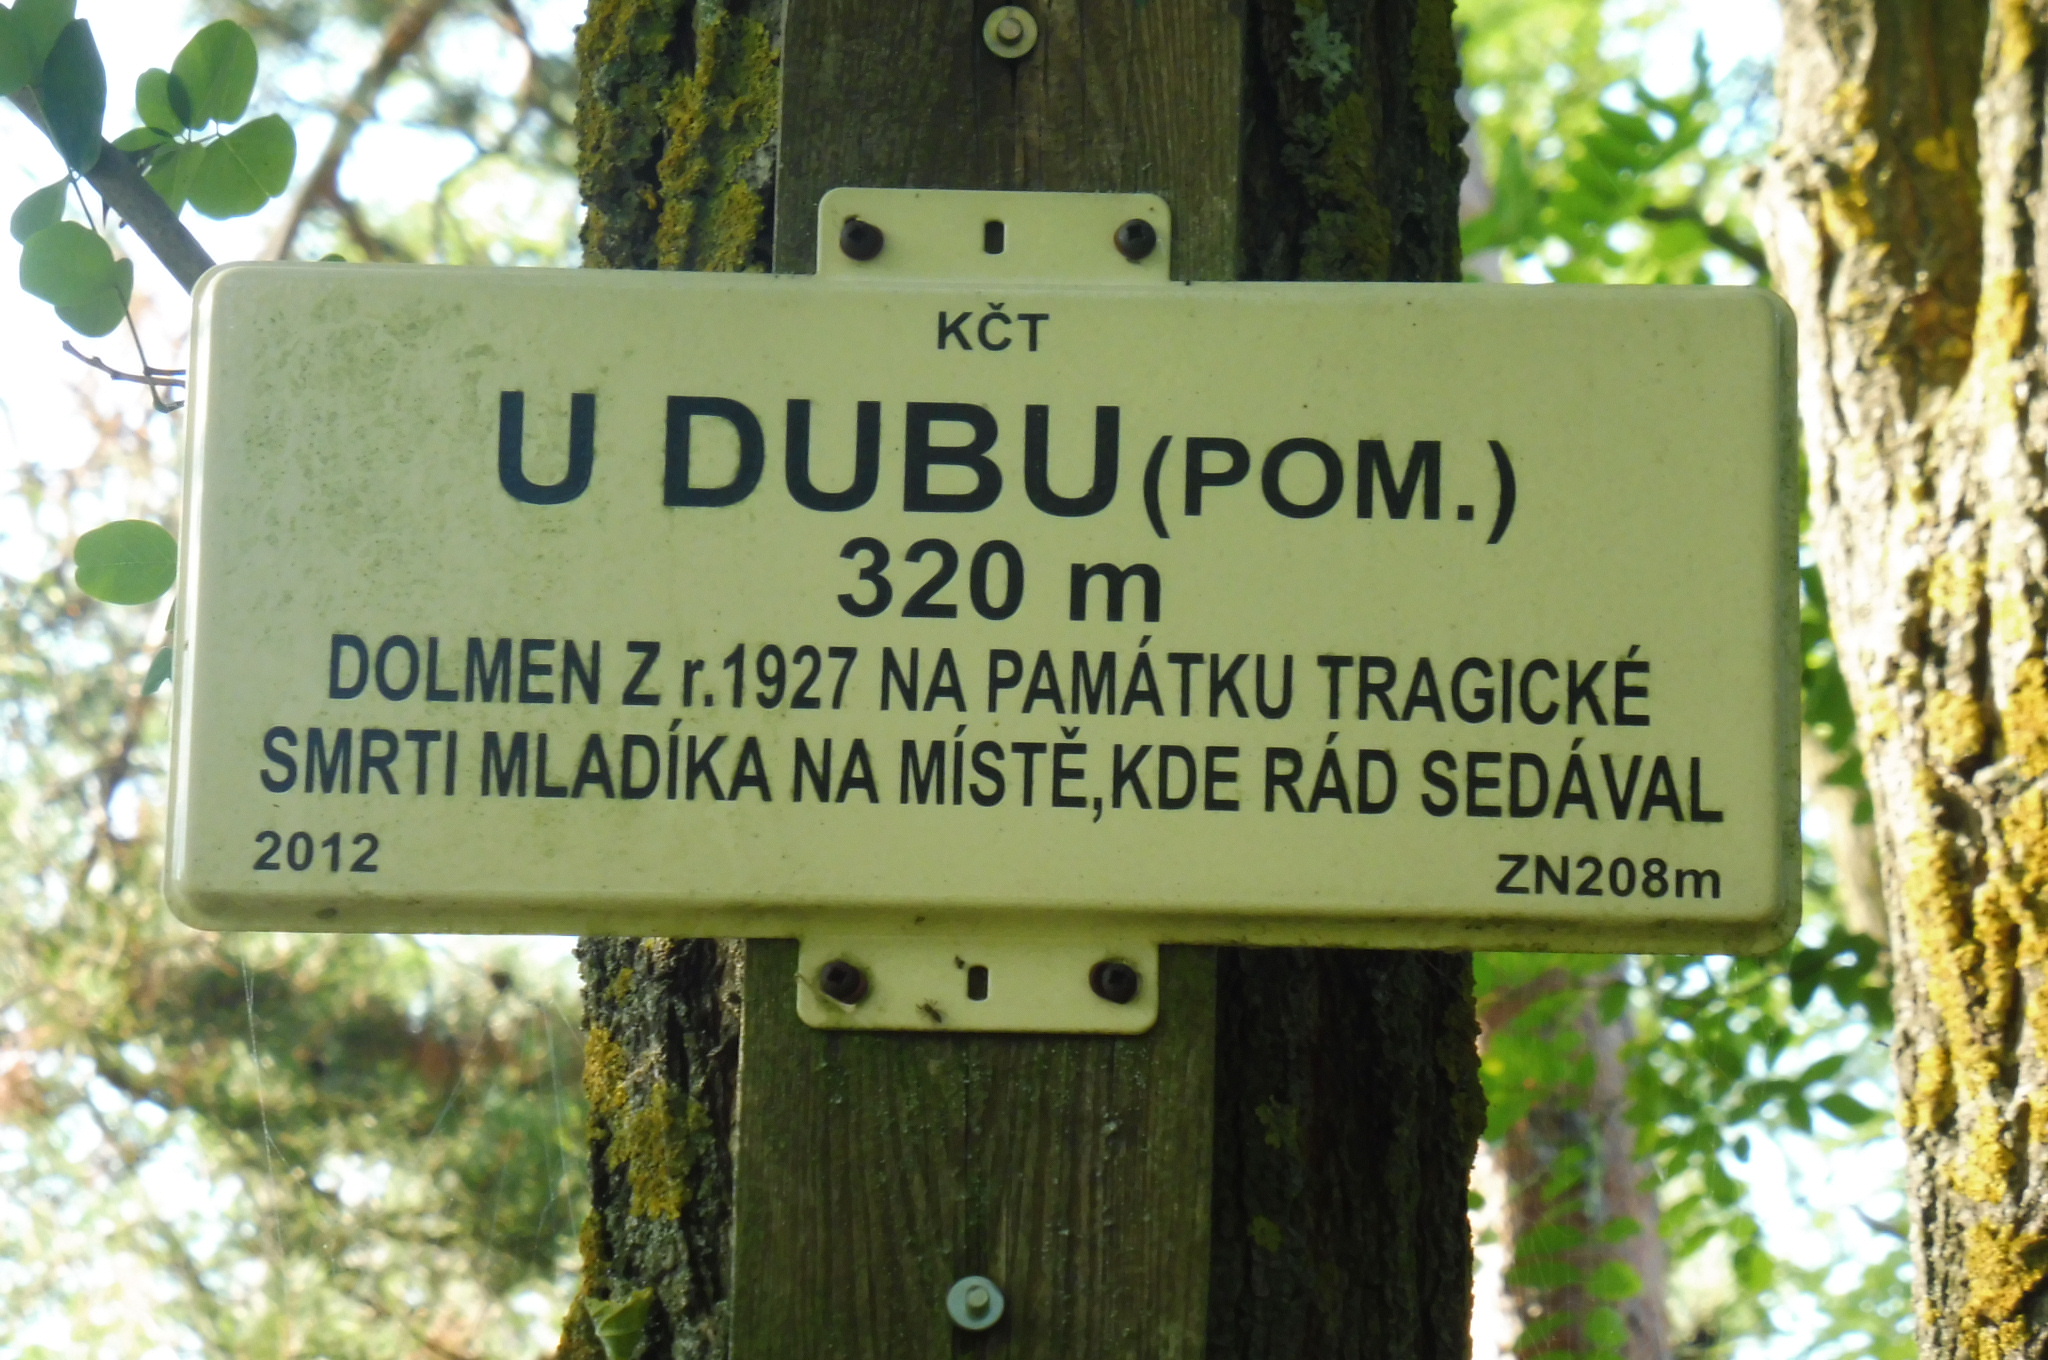 KČT
U DUBU (POM.)
320 m
DOLMEN Z r.1927 NA PAMÁTKU TRAGICKÉ
SMRTI MLADÍKA NA MÍSTĚ,KDE RÁD SEDÁVAL
2012 ZN208m